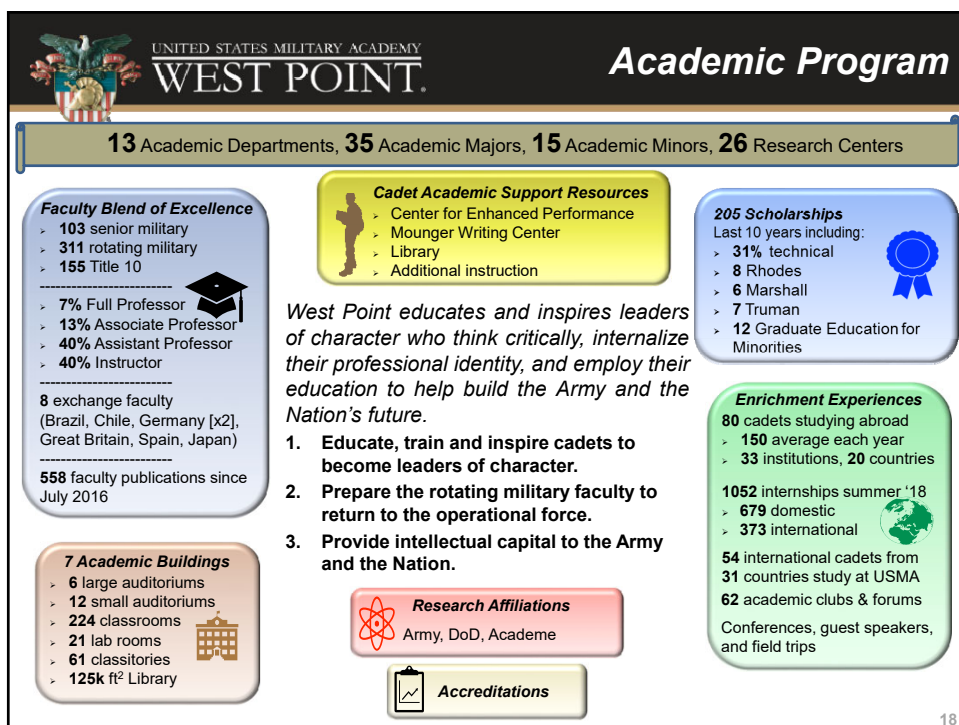 UNITED STATES MILITARY ACADEMY
WEST POINT.
Academic Program
13 Academic Departments, 35 Academic Majors, 15 Academic Minors, 26 Research Centers
Faculty Blend of Excellence
➢ 103 senior military
➢ 311 rotating military
➢ 155 Title 10
-------------------------
➢ 7% Full Professor
➢ 13% Associate Professor
➢ 40% Assistant Professor
➢ 40% Instructor
-------------------------
8 exchange faculty
(Brazil, Chile, Germany [x2],
Great Britain, Spain, Japan)
-------------------------
558 faculty publications since
July 2016
7 Academic Buildings
➢ 6 large auditoriums
➢ 12 small auditoriums
➢ 224 classrooms
➢ 21 lab rooms
➢ 61 classitories
➢ 125k ft² Library
Cadet Academic Support Resources
➢ Center for Enhanced Performance
➢ Mounger Writing Center
➢ Library
➢ Additional instruction
West Point educates and inspires leaders
of character who think critically, internalize
their professional identity, and employ their
education to help build the Army and the
Nation's future.
1. Educate, train and inspire cadets to
become leaders of character.
2. Prepare the rotating military faculty to
return to the operational force.
3. Provide intellectual capital to the Army
and the Nation.
Research Affiliations
Army, DoD, Academe
Accreditations
205 Scholarships
Last 10 years including:
➢ 31% technical
➢ 8 Rhodes
➢ 6 Marshall
➢ 7 Truman
➢ 12 Graduate Education for
Minorities
Enrichment Experiences
80 cadets studying abroad
➢ 150 average each year
➢ 33 institutions, 20 countries
1052 internships summer '18
➢ 679 domestic
➢ 373 international
54 international cadets from
31 countries study at USMA
62 academic clubs & forums
Conferences, guest speakers,
and field trips
18